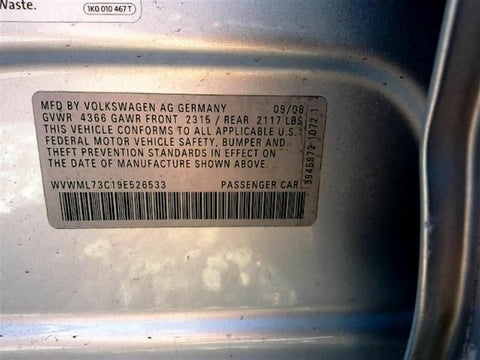 Waste.
1K0 010 467 T
MFD BY VOLKSWAGEN AG GERMANY 09/08
GVWR 4366 GAWR FRONT 2315 / REAR 2117 LBS
THIS VEHICLE CONFORMS TO ALL APPLICABLE U.S.
FEDERAL MOTOR VEHICLE SAFETY, BUMPER AND
THEFT PREVENTION STANDARDS IN EFFECT ON
THE DATE OF MANUFACTURE SHOWN ABOVE.
WVWML73C19E526533 PASSENGER CAR
3945972 1072.1